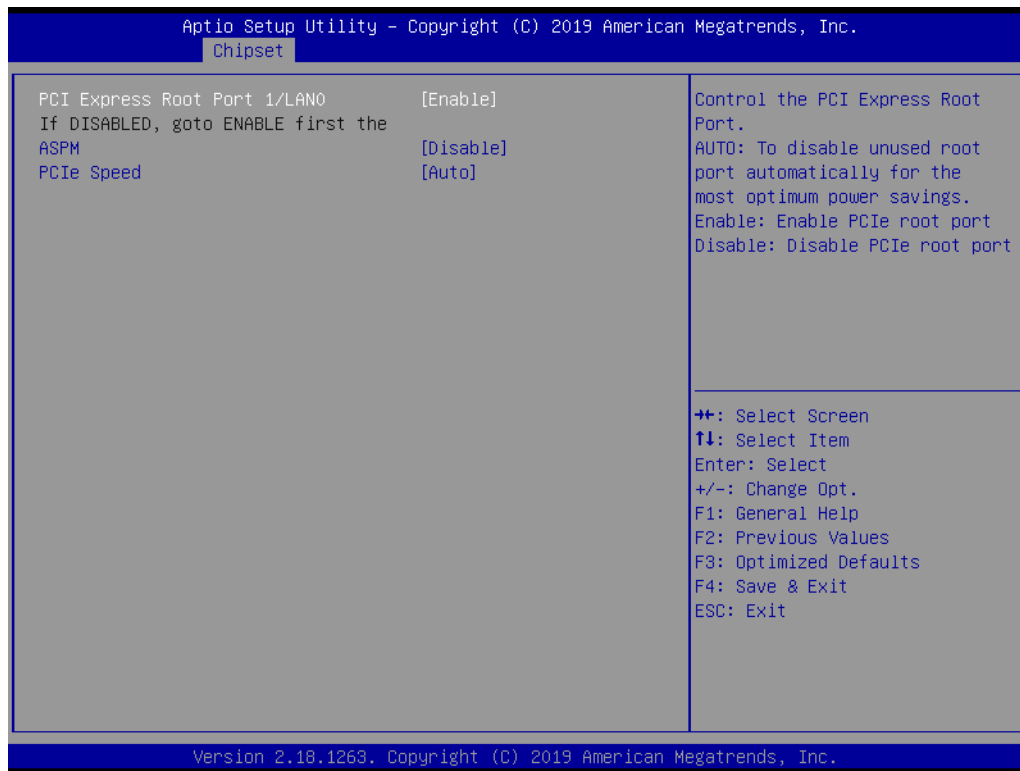 Aptio Setup Utility – Copyright (C) 2019 American Megatrends, Inc.
Chipset
PCI Express Root Port 1/LAN0 [Enable]
If DISABLED, goto ENABLE first the
ASPM [Disable]
PCIe Speed [Auto]
Control the PCI Express Root
Port.
AUTO: To disable unused root
port automatically for the
most optimum power savings.
Enable: Enable PCIe root port
Disable: Disable PCIe root port
→←: Select Screen
↑↓: Select Item
Enter: Select
+/-: Change Opt.
F1: General Help
F2: Previous Values
F3: Optimized Defaults
F4: Save & Exit
ESC: Exit
Version 2.18.1263. Copyright (C) 2019 American Megatrends, Inc.